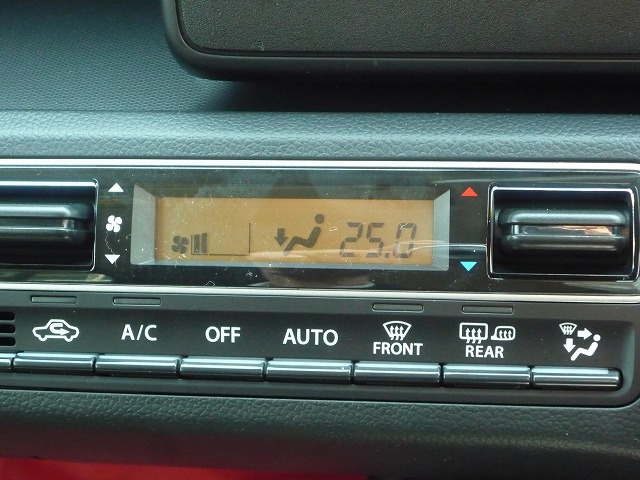 25.0
A/C OFF AUTO FRONT REAR